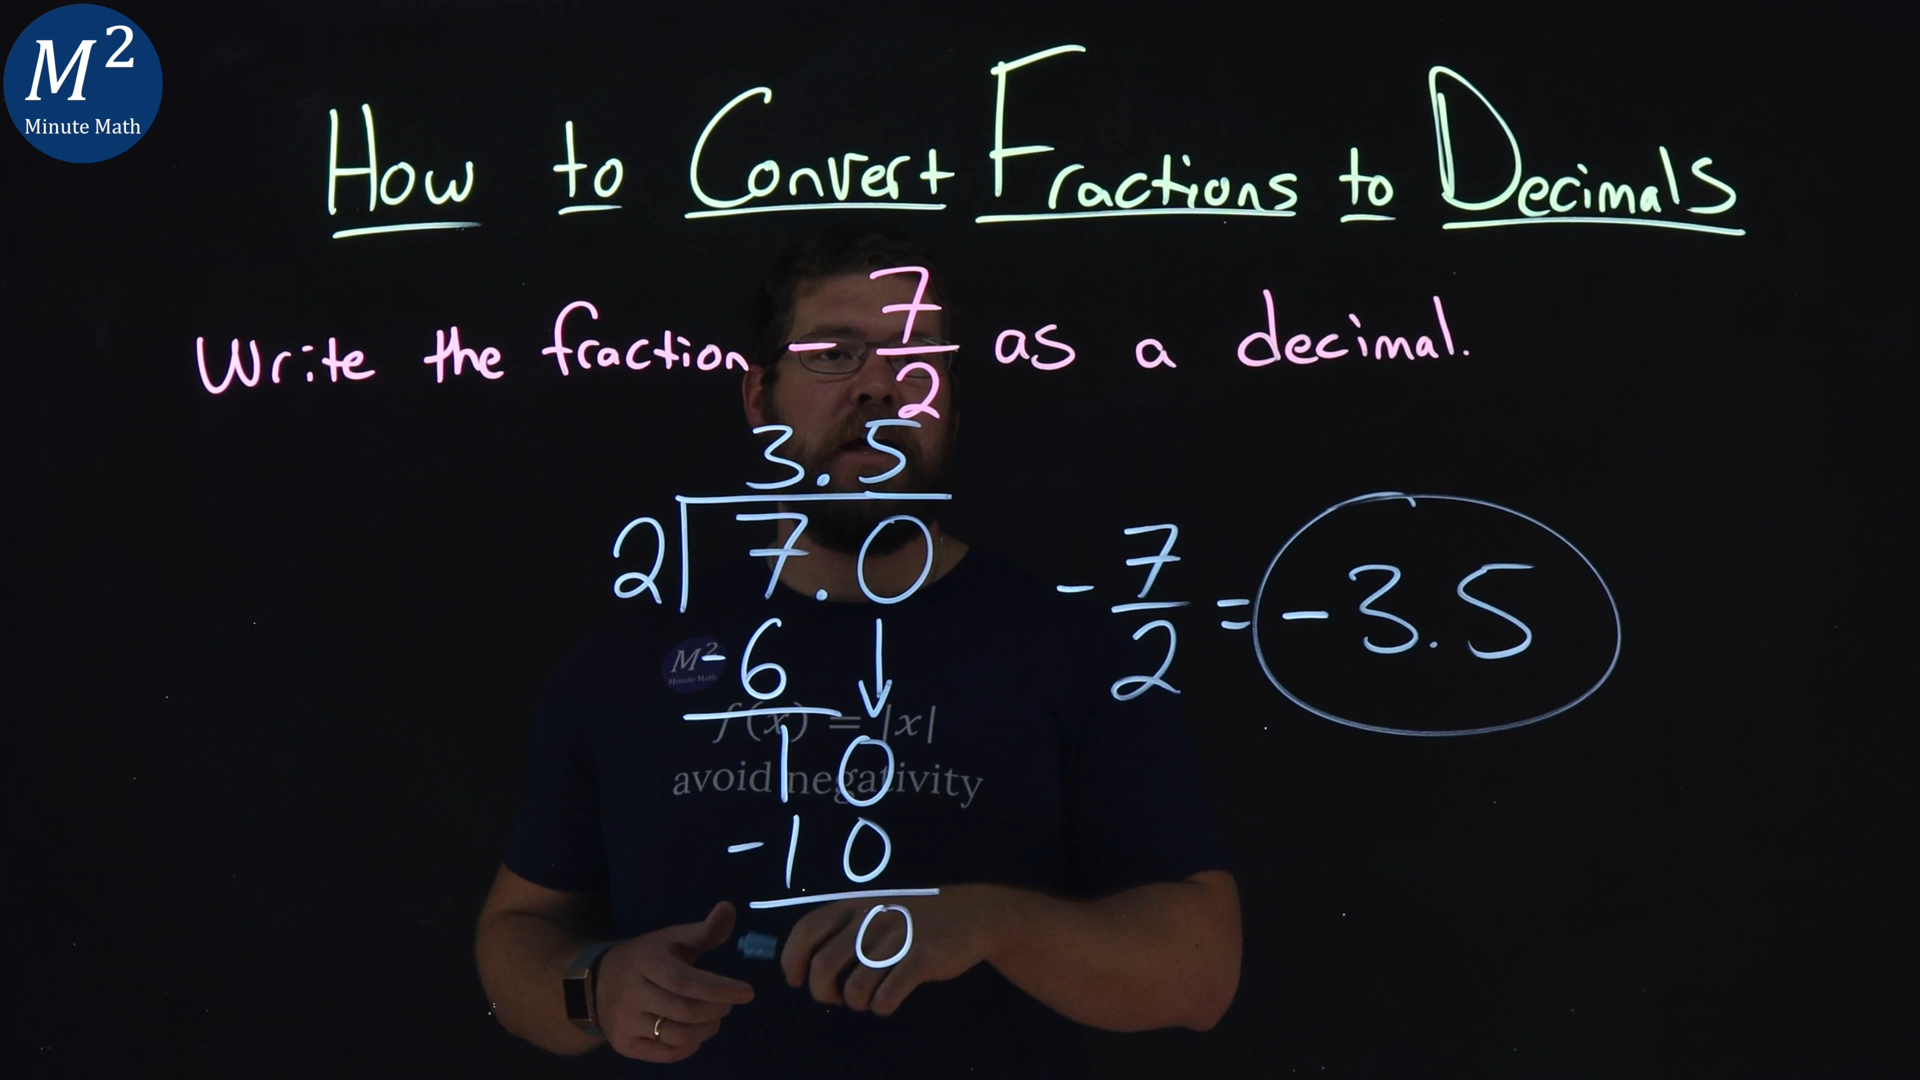 M²
Minute Math
How to Convert Fractions to Decimals
Write the fraction - 7/2 as a decimal.
3.5
2 7.0
-6
10
-10
0
- 7/2 = -3.5
M²
Minute Math
f(x) = |x|
avoid negativity